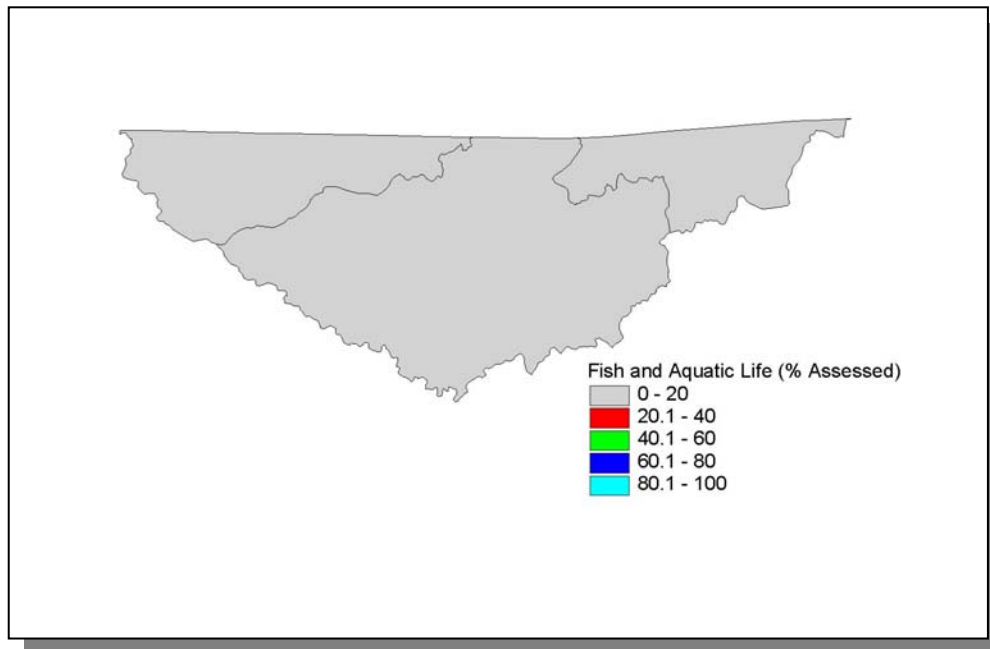 Fish and Aquatic Life (% Assessed)
0 - 20
20.1 - 40
40.1 - 60
60.1 - 80
80.1 - 100